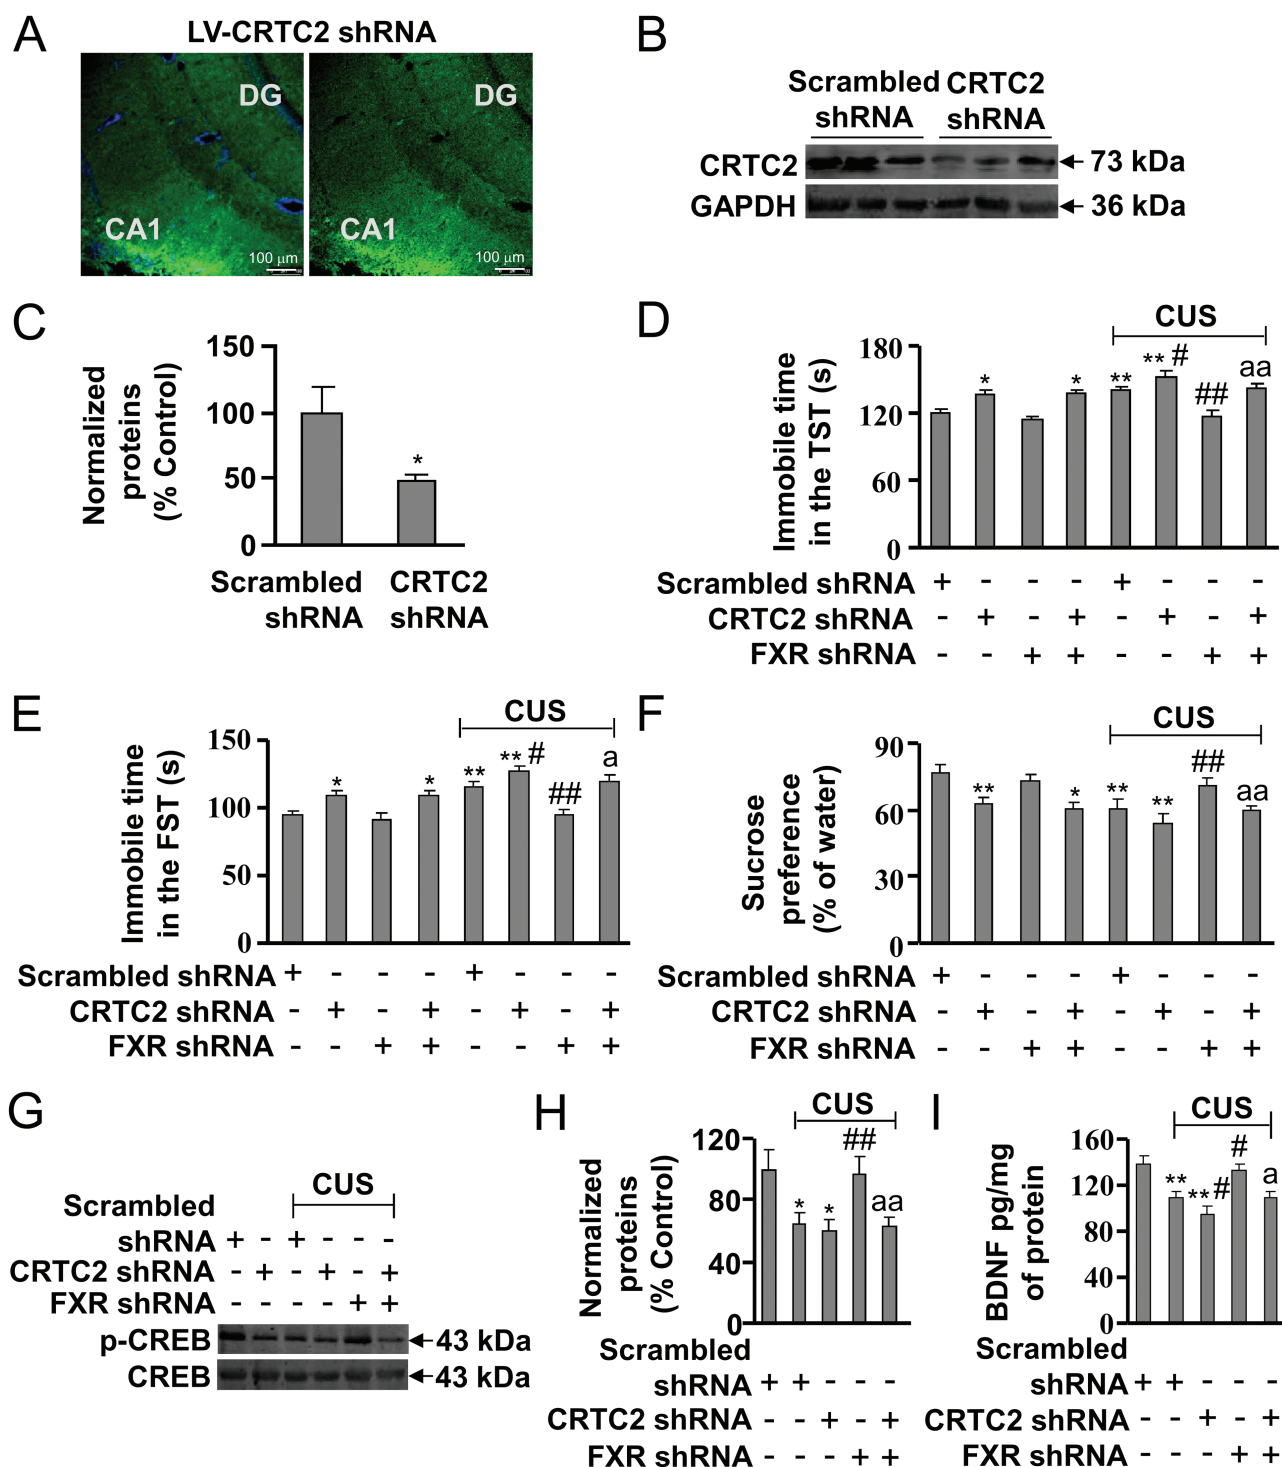 A
LV-CRTC2 shRNA
DG
DG
CA1
CA1
100 µm
100 µm
B
Scrambled CRTC2
shRNA shRNA
CRTC2 73 kDa
GAPDH 36 kDa
C
Normalized
proteins
(% Control)
150
100
50
0
*
Scrambled CRTC2
shRNA shRNA
D
CUS
Immobile time
in the TST (s)
180
120
60
0
* * ** ** # ## aa
Scrambled shRNA + - - - + - - -
CRTC2 shRNA - + - + - + - +
FXR shRNA - - + + - - + +
E
CUS
Immobile time
in the FST (s)
150
100
50
0
* * ** ** # ## a
Scrambled shRNA + - - - + - - -
CRTC2 shRNA - + - + - + - +
FXR shRNA - - + + - - + +
F
CUS
Sucrose
preference
(% of water)
90
60
30
0
** * ** ** ## aa
Scrambled shRNA + - - - + - - -
CRTC2 shRNA - + - + - + - +
FXR shRNA - - + + - - + +
G
CUS
Scrambled
shRNA + - + - - -
CRTC2 shRNA - + - + - +
FXR shRNA - - - - + +
p-CREB 43 kDa
CREB 43 kDa
H
CUS
Normalized
proteins
(% Control)
120
80
40
0
* * ## aa
Scrambled
shRNA + + - - -
CRTC2 shRNA - - + - +
FXR shRNA - - - + +
I
CUS
BDNF pg/mg
of protein
160
120
80
40
0
** ** # # a
Scrambled
shRNA + + - - -
CRTC2 shRNA - - + - +
FXR shRNA - - - + +